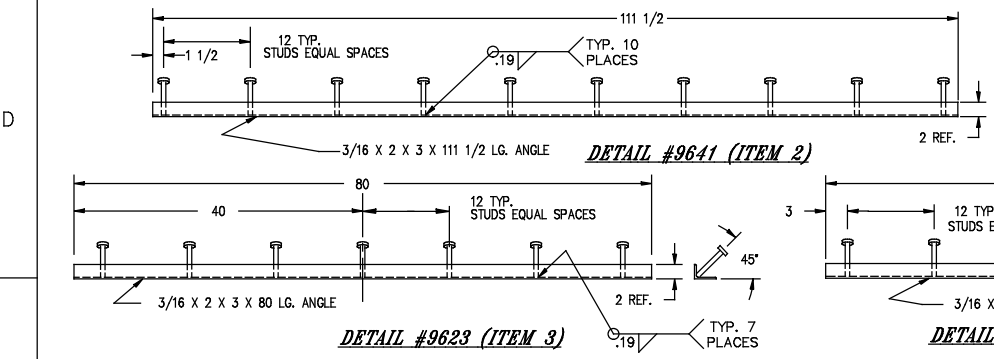 111 1/2
12 TYP.
STUDS EQUAL SPACES
1 1/2
TYP. 10
PLACES
.19
D
2 REF.
3/16 X 2 X 3 X 111 1/2 LG. ANGLE
DETAIL #9641 (ITEM 2)
80
40
12 TYP.
STUDS EQUAL SPACES
45°
2 REF.
3/16 X 2 X 3 X 80 LG. ANGLE
.19
TYP. 7
PLACES
DETAIL #9623 (ITEM 3)
3
12 TYP
STUDS E
3/16 X
DETAIL